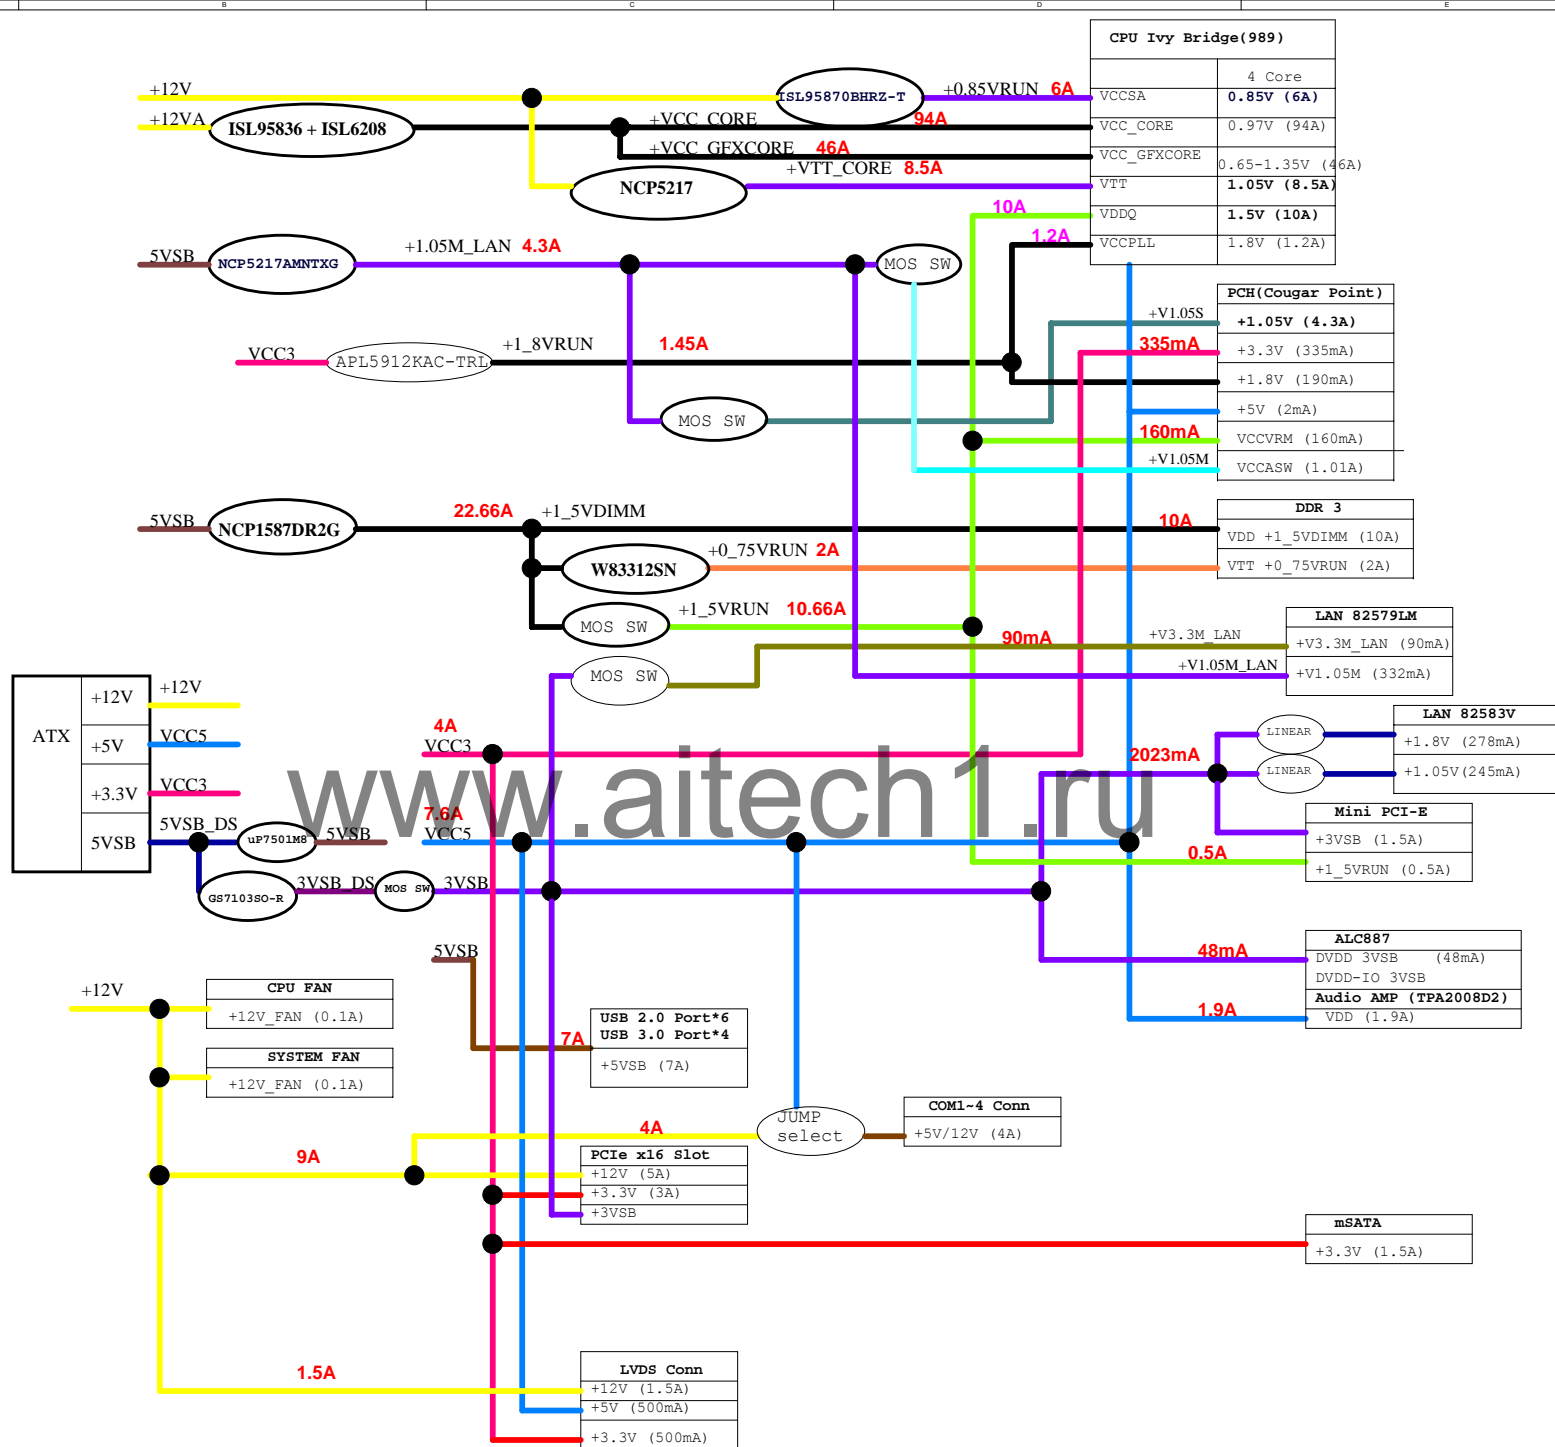 B C D E
CPU Ivy Bridge(989)
4 Core
+12V
ISL95870BHRZ-T
+0.85VRUN 6A
VCCSA 0.85V (6A)
+12VA
ISL95836 + ISL6208
+VCC_CORE 94A
VCC_CORE 0.97V (94A)
+VCC_GFXCORE 46A
VCC_GFXCORE 0.65-1.35V (46A)
NCP5217
+VTT_CORE 8.5A
VTT 1.05V (8.5A)
10A
VDDQ 1.5V (10A)
1.2A
VCCPLL 1.8V (1.2A)
5VSB
NCP5217AMNTXG
+1.05M_LAN 4.3A
MOS SW
PCH(Cougar Point)
+V1.05S
+1.05V (4.3A)
VCC3
APL5912KAC-TRL
+1_8VRUN 1.45A
335mA
+3.3V (335mA)
+1.8V (190mA)
+5V (2mA)
MOS SW
160mA
VCCVRM (160mA)
+V1.05M
VCCASW (1.01A)
5VSB
NCP1587DR2G
22.66A +1_5VDIMM
DDR 3
10A
VDD +1_5VDIMM (10A)
W83312SN
+0_75VRUN 2A
VTT +0_75VRUN (2A)
MOS SW
+1_5VRUN 10.66A
LAN 82579LM
90mA
+V3.3M_LAN
+V3.3M_LAN (90mA)
MOS SW
+V1.05M_LAN
+V1.05M (332mA)
ATX
+12V +12V
+5V VCC5
+3.3V VCC3
5VSB 5VSB_DS
uP7501M8
5VSB
GS7103SO-R
3VSB_DS
MOS SW
3VSB
4A
VCC3
7.6A
VCC5
www.aitech1.ru
LAN 82583V
LINEAR
+1.8V (278mA)
2023mA
LINEAR
+1.05V(245mA)
Mini PCI-E
+3VSB (1.5A)
0.5A
+1_5VRUN (0.5A)
ALC887
48mA
DVDD 3VSB (48mA)
DVDD-IO 3VSB
Audio AMP (TPA2008D2)
1.9A
VDD (1.9A)
5VSB
+12V
CPU FAN
+12V_FAN (0.1A)
SYSTEM FAN
+12V_FAN (0.1A)
7A
USB 2.0 Port*6
USB 3.0 Port*4
+5VSB (7A)
4A
JUMP
select
COM1~4 Conn
+5V/12V (4A)
9A
PCIe x16 Slot
+12V (5A)
+3.3V (3A)
+3VSB
mSATA
+3.3V (1.5A)
1.5A
LVDS Conn
+12V (1.5A)
+5V (500mA)
+3.3V (500mA)